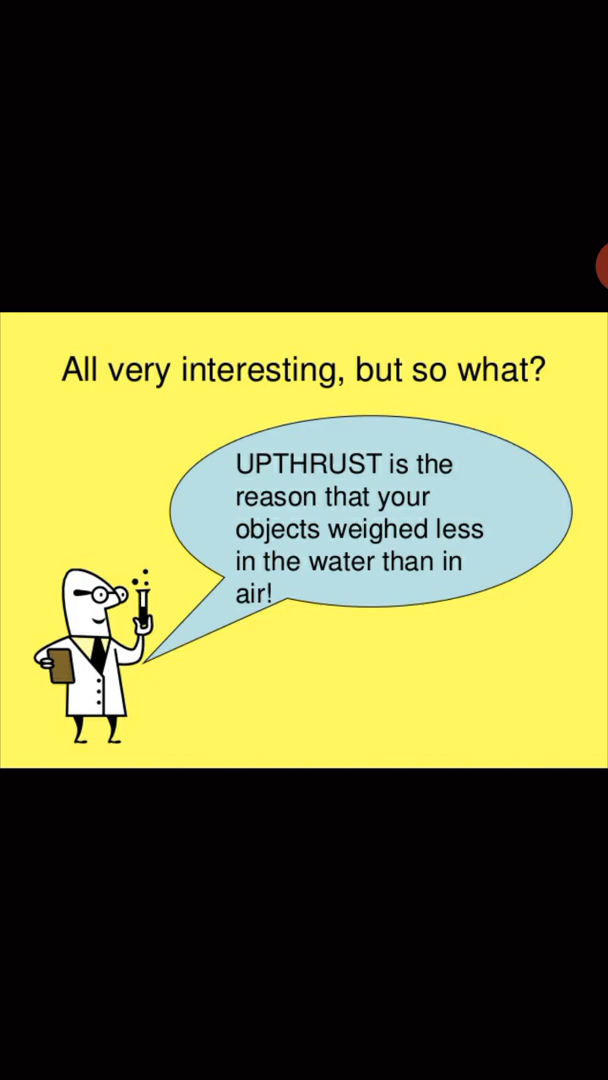 All very interesting, but so what?
UPTHRUST is the
reason that your
objects weighed less
in the water than in
air!